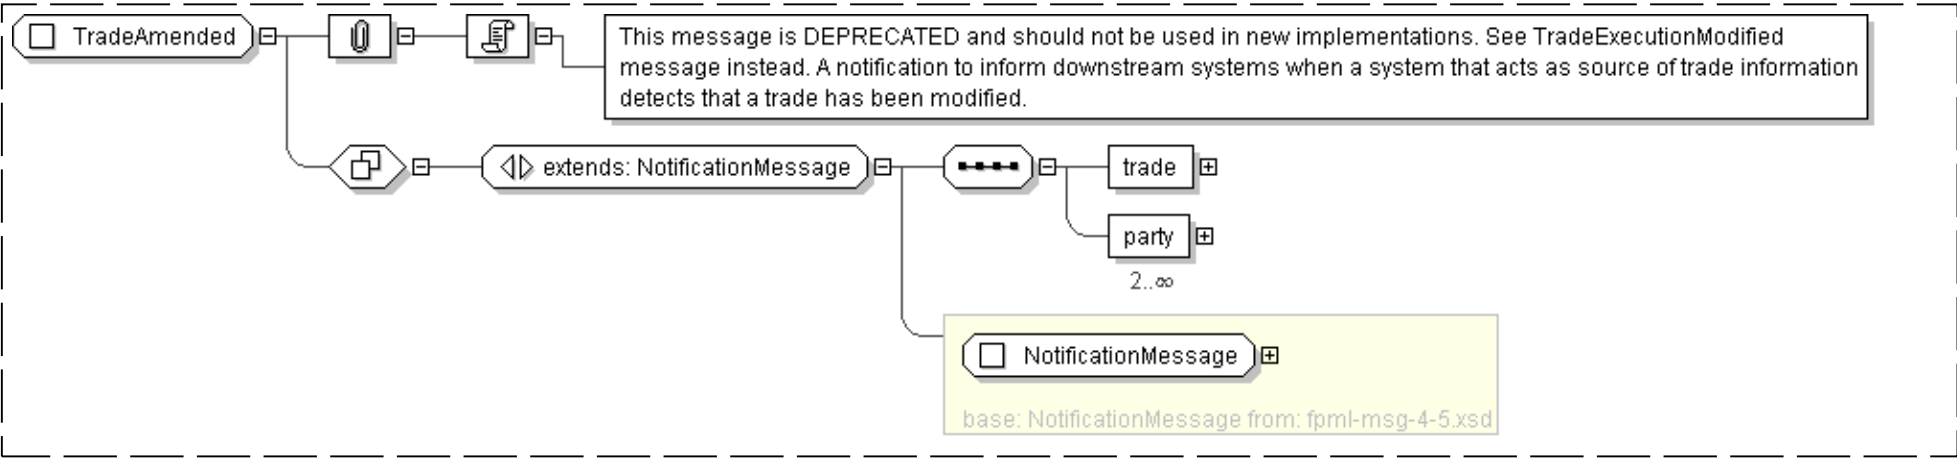 TradeAmended
This message is DEPRECATED and should not be used in new implementations. See TradeExecutionModified
message instead. A notification to inform downstream systems when a system that acts as source of trade information
detects that a trade has been modified.
extends: NotificationMessage
trade
party
2..∞
NotificationMessage
base: NotificationMessage from: fpml-msg-4-5.xsd